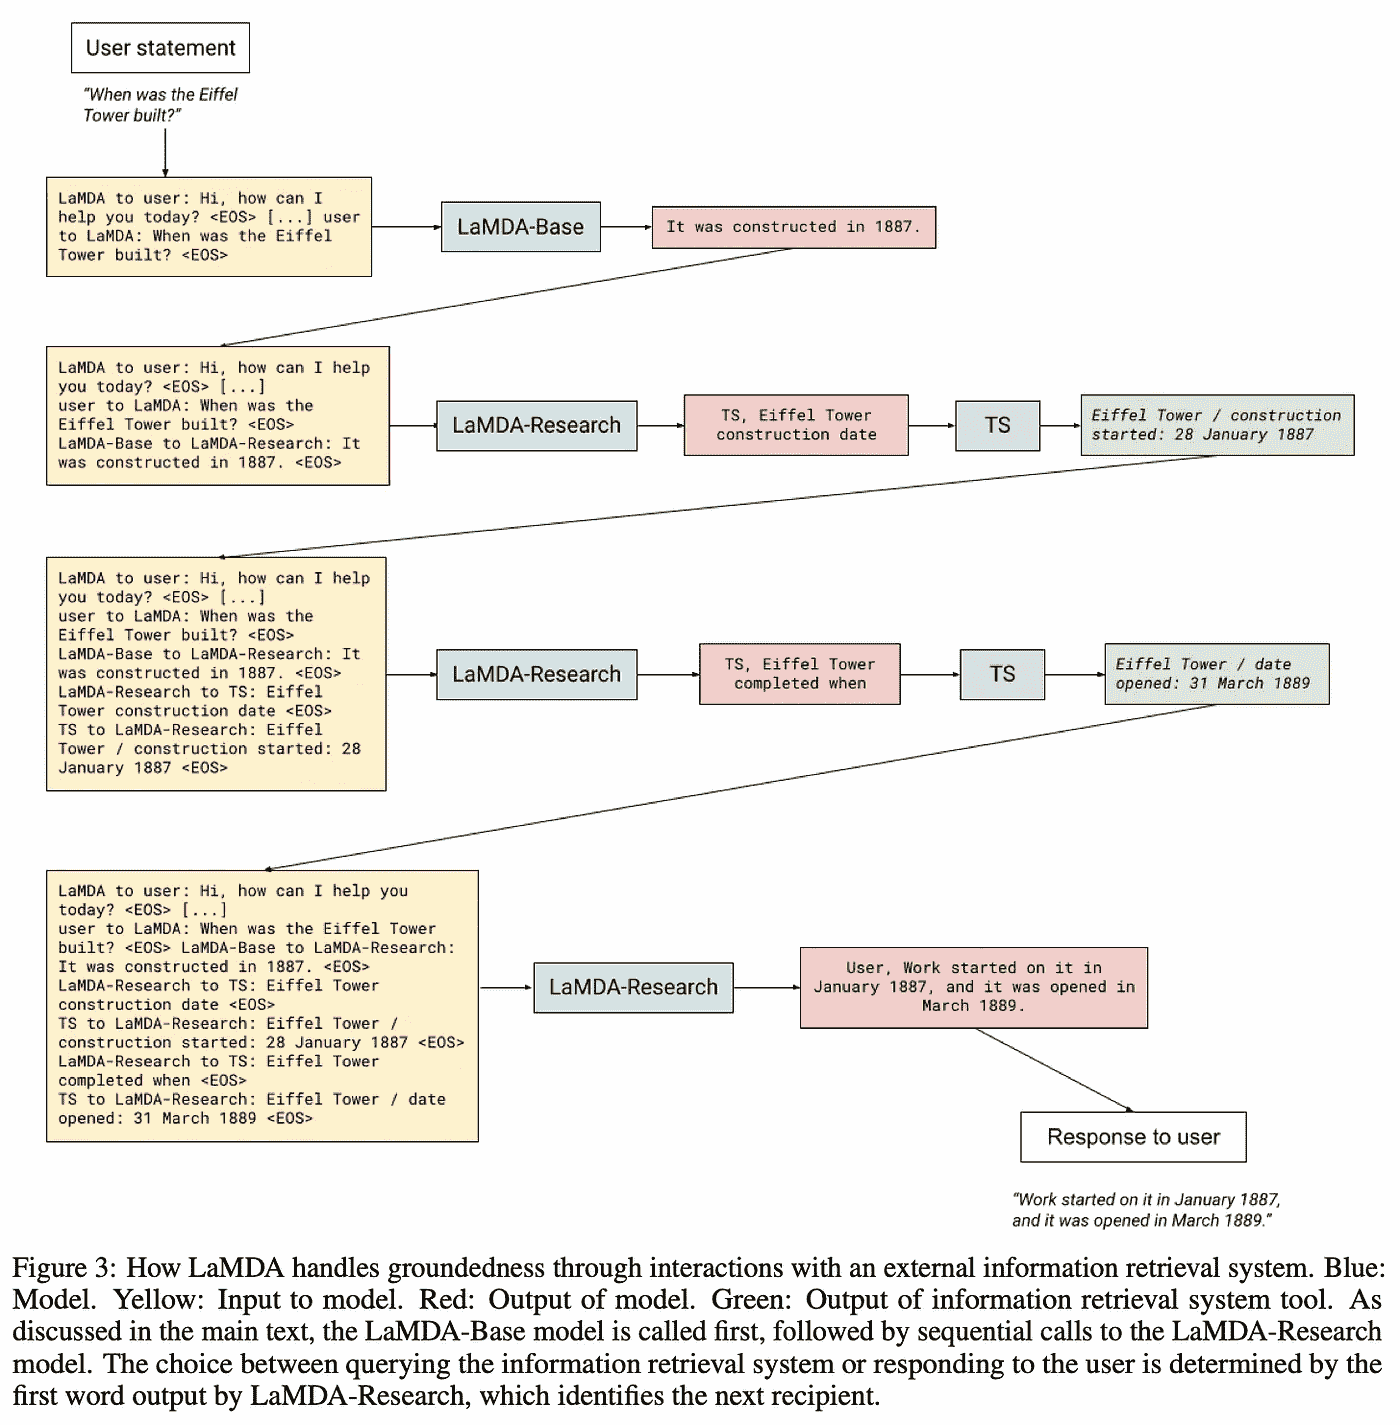 User statement
"When was the Eiffel
Tower built?"
LaMDA to user: Hi, how can I
help you today? <EOS> [...] user
to LaMDA: When was the Eiffel
Tower built? <EOS>
LaMDA-Base
It was constructed in 1887.
LaMDA to user: Hi, how can I help
you today? <EOS> [...]
user to LaMDA: When was the
Eiffel Tower built? <EOS>
LaMDA-Base to LaMDA-Research: It
was constructed in 1887. <EOS>
LaMDA-Research
TS, Eiffel Tower
construction date
TS
Eiffel Tower / construction
started: 28 January 1887
LaMDA to user: Hi, how can I help
you today? <EOS> [...]
user to LaMDA: When was the
Eiffel Tower built? <EOS>
LaMDA-Base to LaMDA-Research: It
was constructed in 1887. <EOS>
LaMDA-Research to TS: Eiffel
Tower construction date <EOS>
TS to LaMDA-Research: Eiffel
Tower / construction started: 28
January 1887 <EOS>
LaMDA-Research
TS, Eiffel Tower
completed when
TS
Eiffel Tower / date
opened: 31 March 1889
LaMDA to user: Hi, how can I help you
today? <EOS> [...]
user to LaMDA: When was the Eiffel Tower
built? <EOS> LaMDA-Base to LaMDA-Research:
It was constructed in 1887. <EOS>
LaMDA-Research to TS: Eiffel Tower
construction date <EOS>
TS to LaMDA-Research: Eiffel Tower /
construction started: 28 January 1887 <EOS>
LaMDA-Research to TS: Eiffel Tower
completed when <EOS>
TS to LaMDA-Research: Eiffel Tower / date
opened: 31 March 1889 <EOS>
LaMDA-Research
User, Work started on it in
January 1887, and it was opened in
March 1889.
Response to user
"Work started on it in January 1887,
and it was opened in March 1889."
Figure 3: How LaMDA handles groundedness through interactions with an external information retrieval system. Blue:
Model. Yellow: Input to model. Red: Output of model. Green: Output of information retrieval system tool. As
discussed in the main text, the LaMDA-Base model is called first, followed by sequential calls to the LaMDA-Research
model. The choice between querying the information retrieval system or responding to the user is determined by the
first word output by LaMDA-Research, which identifies the next recipient.